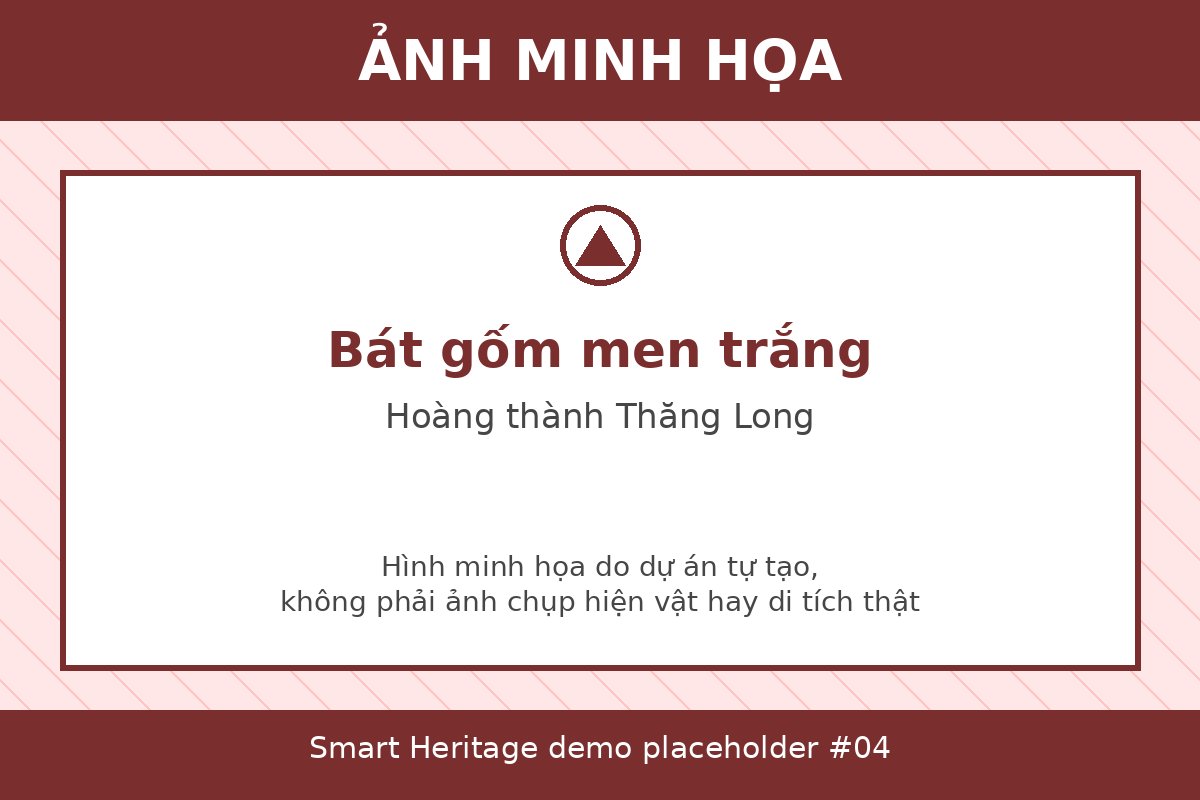 ẢNH MINH HỌA
Bát gốm men trắng
Hoàng thành Thăng Long
Hình minh họa do dự án tự tạo,
không phải ảnh chụp hiện vật hay di tích thật
Smart Heritage demo placeholder #04